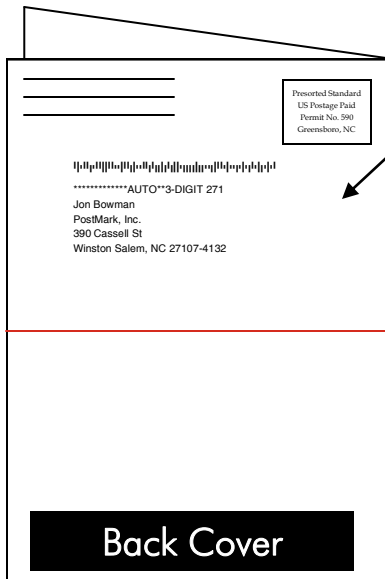 Presorted Standard
US Postage Paid
Permit No. 590
Greensboro, NC
*************AUTO**3-DIGIT 271
Jon Bowman
PostMark, Inc.
390 Cassell St
Winston Salem, NC 27107-4132
Back Cover